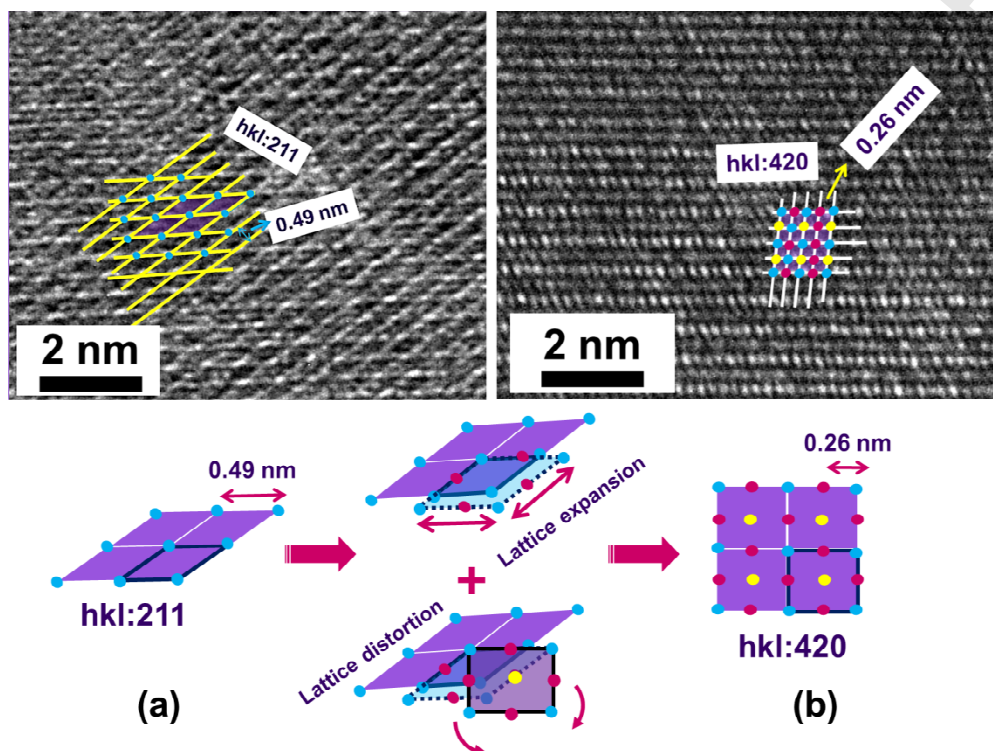 hkl:211
0.49 nm
2 nm
hkl:420
0.26 nm
2 nm
0.49 nm
hkl:211
(a)
Lattice expansion
+
Lattice distortion
0.26 nm
hkl:420
(b)